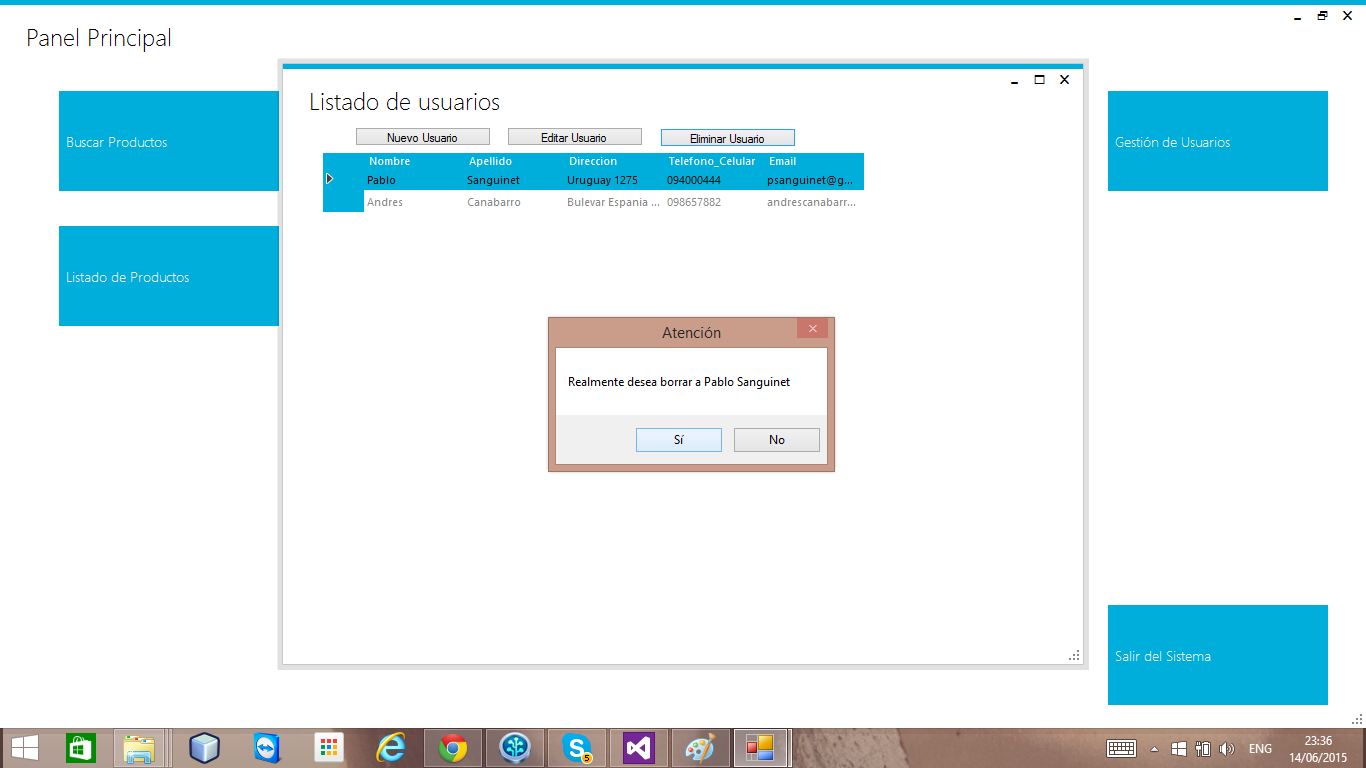 Panel Principal
Buscar Productos
Listado de Productos
Gestión de Usuarios
Salir del Sistema
Listado de usuarios
Nuevo Usuario Editar Usuario Eliminar Usuario
Nombre Apellido Direccion Telefono_Celular Email
Pablo Sanguinet Uruguay 1275 094000444 psanguinet@g...
Andres Canabarro Bulevar Espania ... 098657882 andrescanabarr...
Atención
Realmente desea borrar a Pablo Sanguinet
Sí No
5
ENG
23:36
14/06/2015